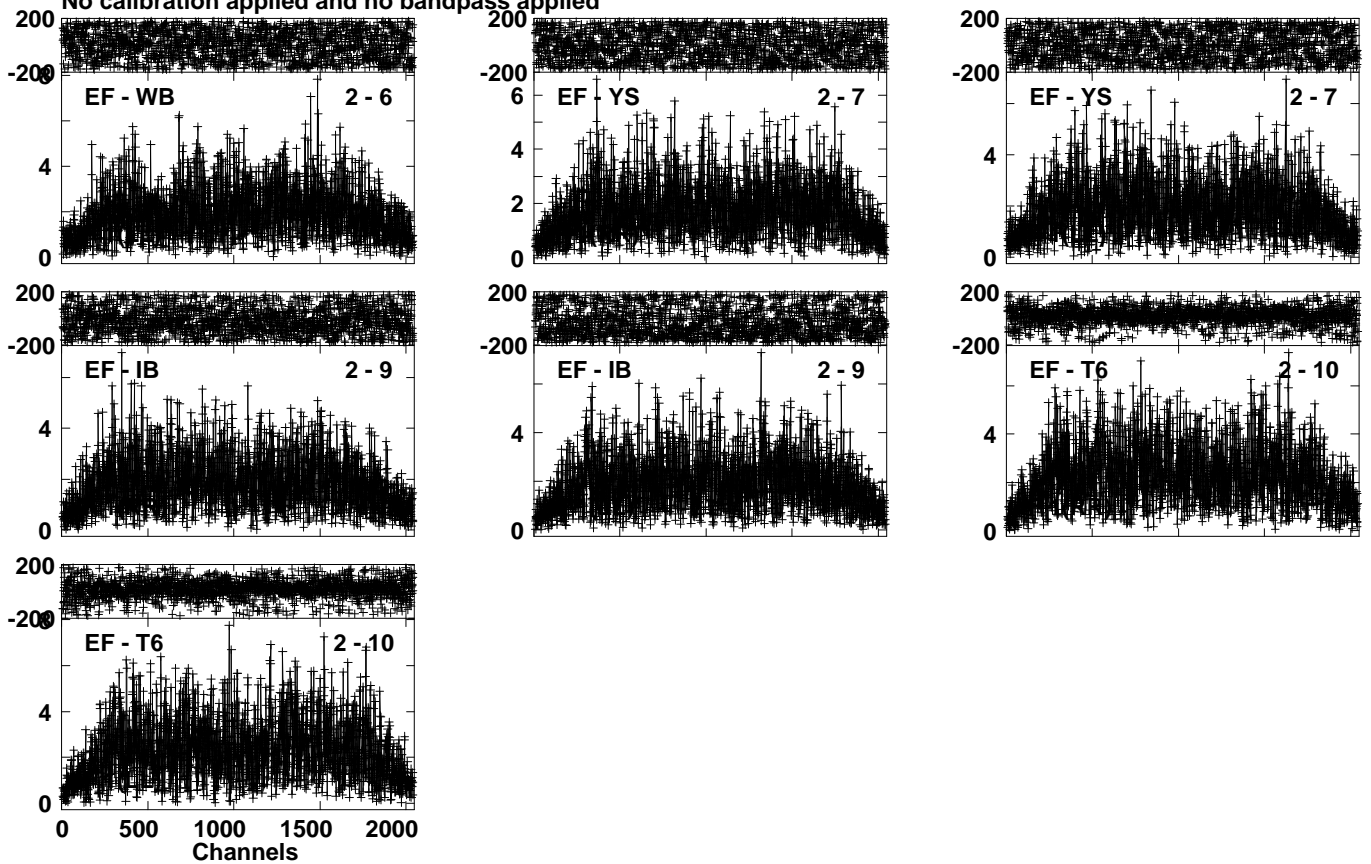 No calibration applied and no bandpass applied
200 200 200
-200 -200 -200
8
EF - WB 2 - 6 EF - YS 2 - 7 EF - YS 2 - 7
6
4 4 4
2
0 0 0
200 200 200
-200 -200 -200
EF - IB 2 - 9 EF - IB 2 - 9 EF - T6 2 - 10
4 4 4
0 0 0
200
-200
8
EF - T6 2 - 10
4
0
0 500 1000 1500 2000
Channels